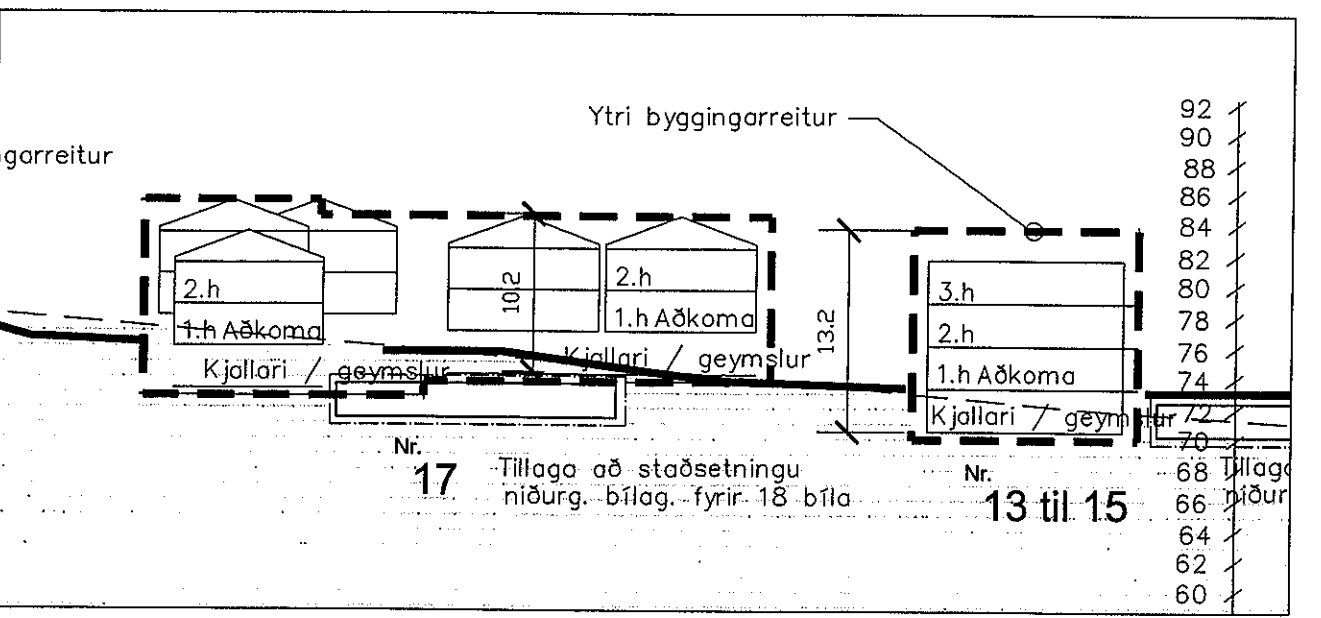 Ytri byggingarreitur
garreitur
92
90
88
86
84
82
80
78
76
74
72
70
68
66
64
62
60
2.h
1.h Aðkoma
Kjallari / geymslur
10.2
2.h
1.h Aðkoma
Kjallari / geymslur
13.2
3.h
2.h
1.h Aðkoma
Kjallari / geymslur
Nr.
17
Tillaga að staðsetningu
niðurg. bílag. fyrir 18 bíla
Nr.
13 til 15
Tillaga
niður